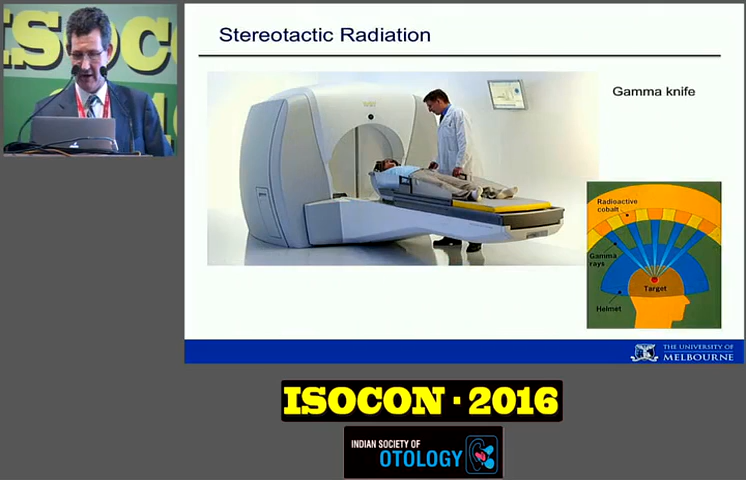 ISOCO
Stereotactic Radiation
Gamma knife
Radioactive
cobalt
Gamma
rays
Target
Helmet
THE UNIVERSITY OF
MELBOURNE
ISOCON · 2016
INDIAN SOCIETY OF
OTOLOGY